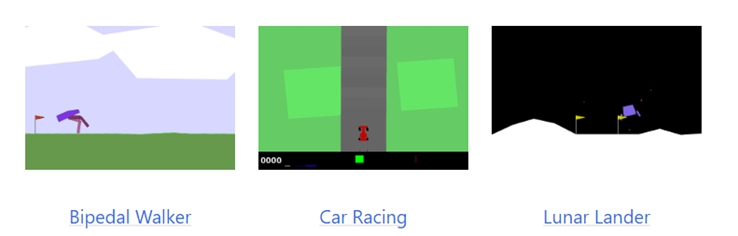 0000
Bipedal Walker
Car Racing
Lunar Lander